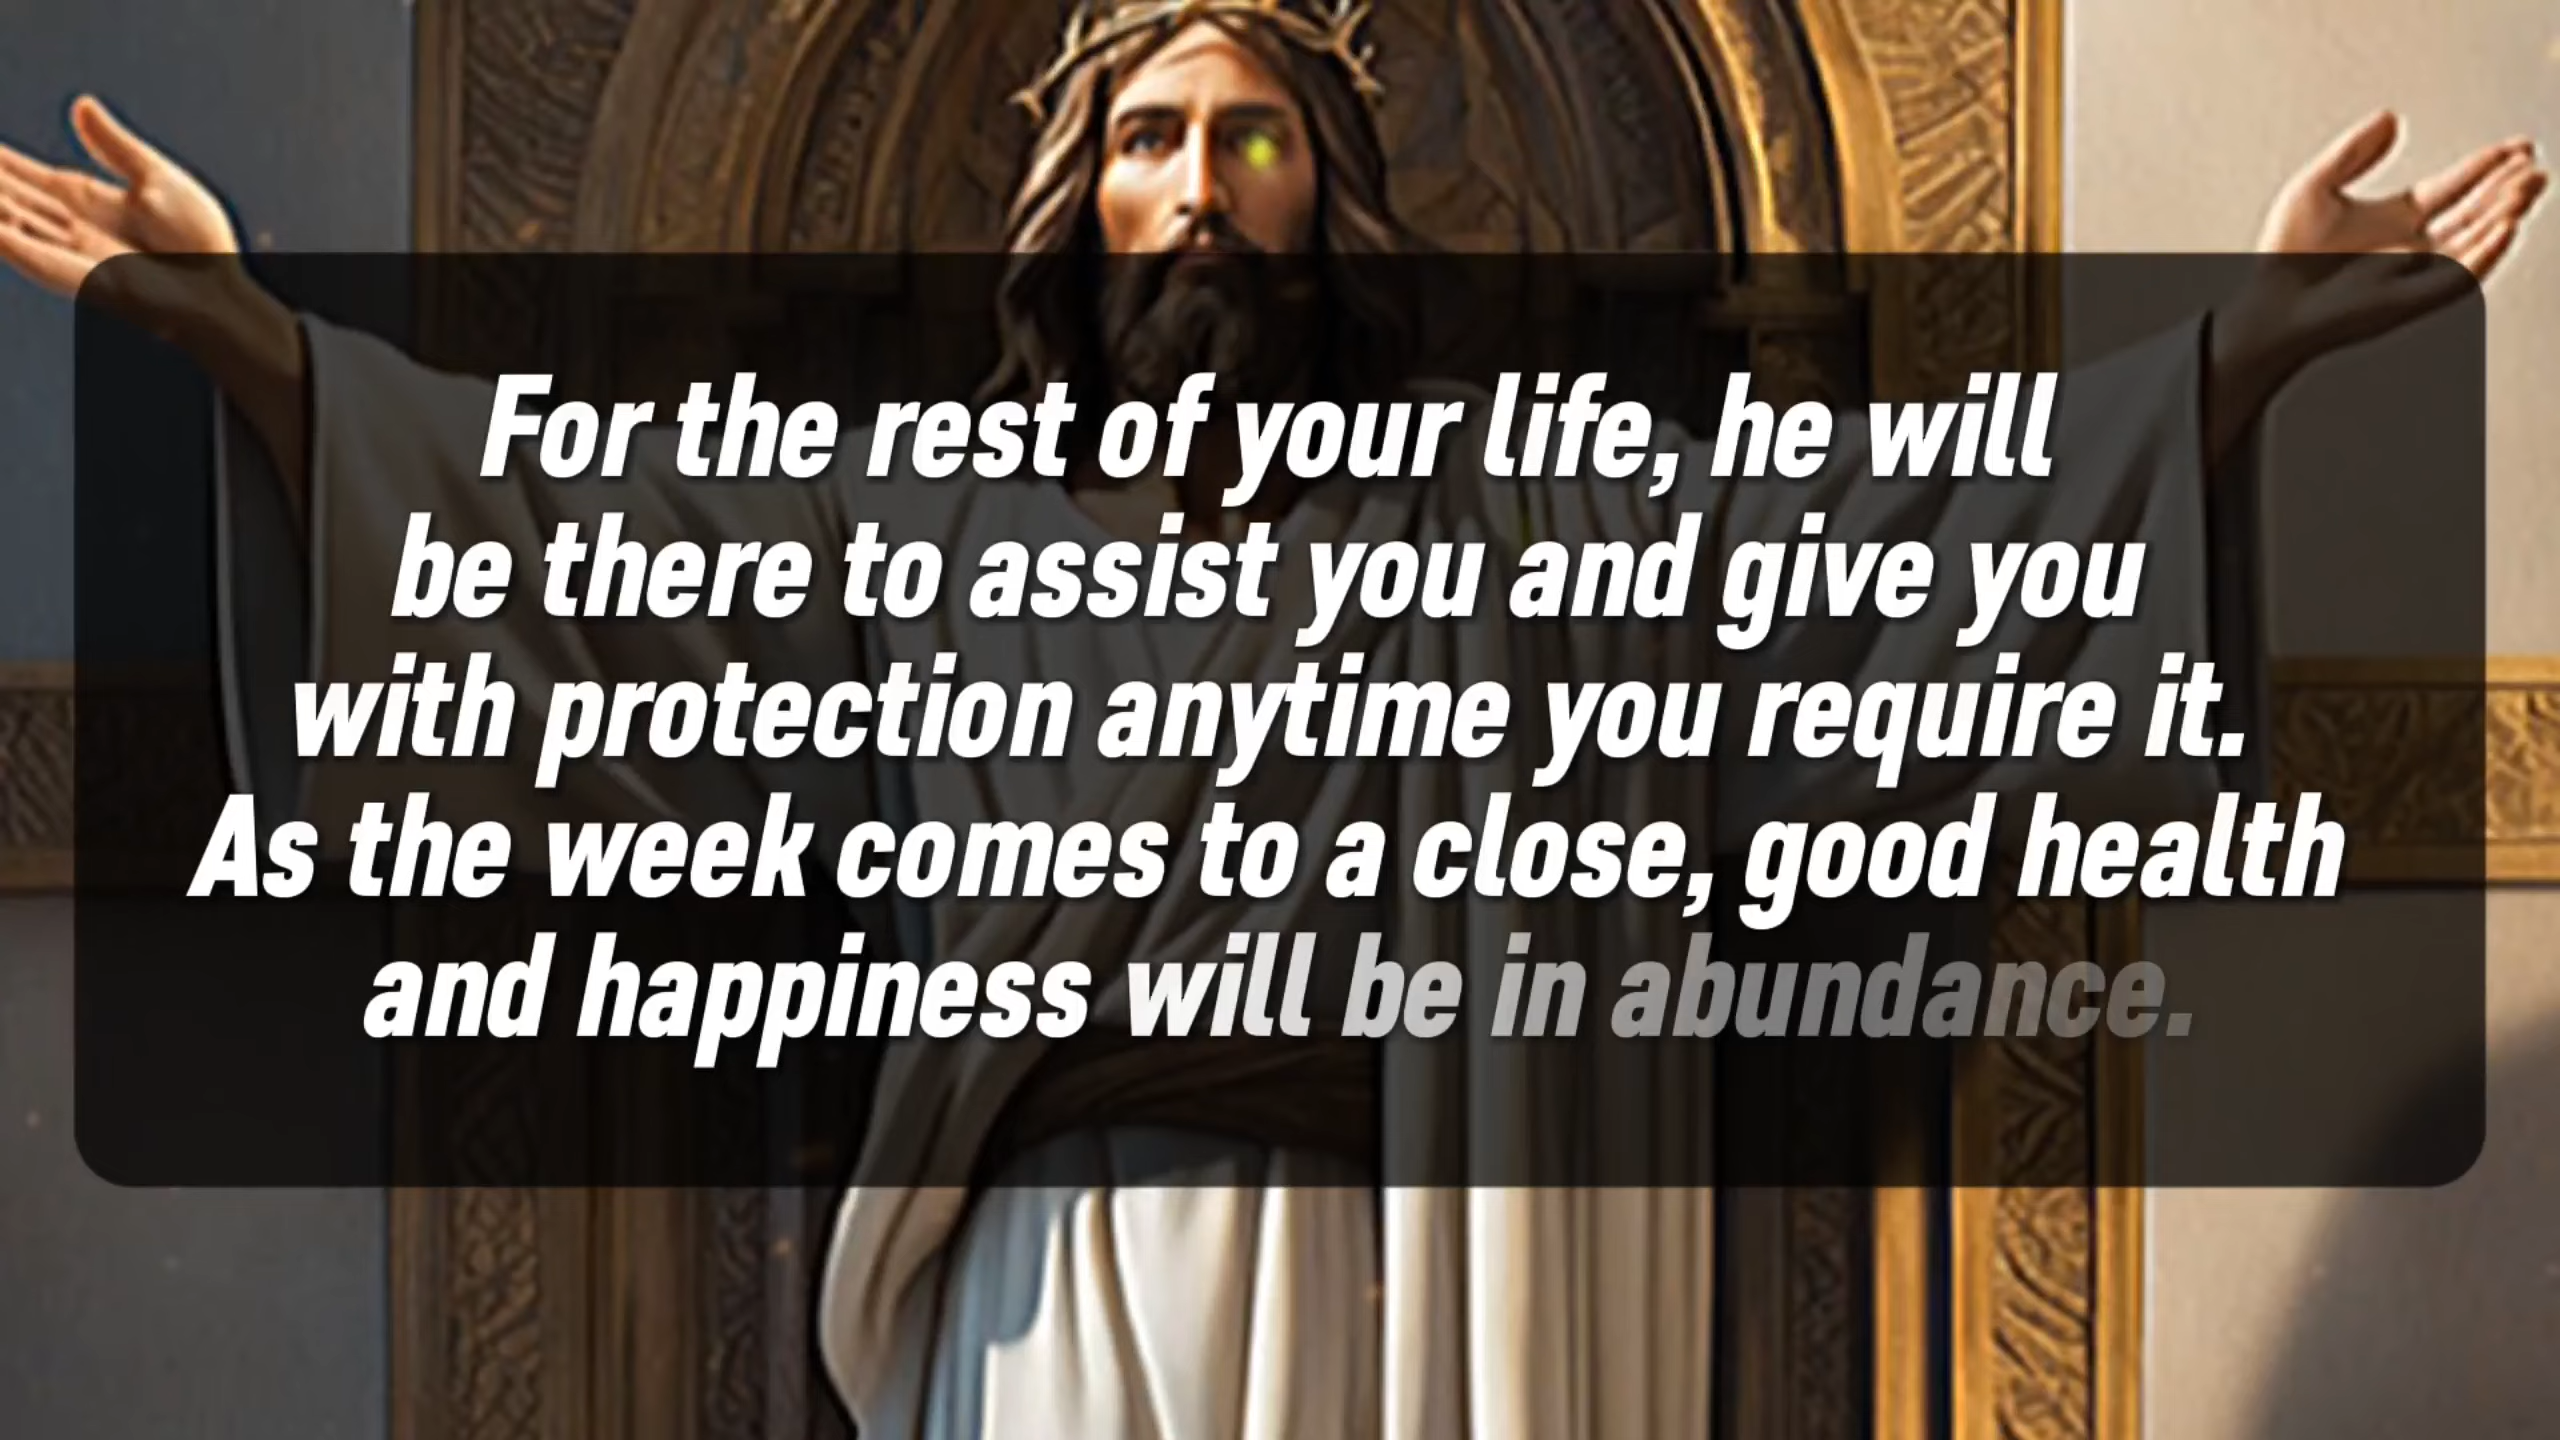 For the rest of your life, he will
be there to assist you and give you
with protection anytime you require it.
As the week comes to a close, good health
and happiness will be in abundance.